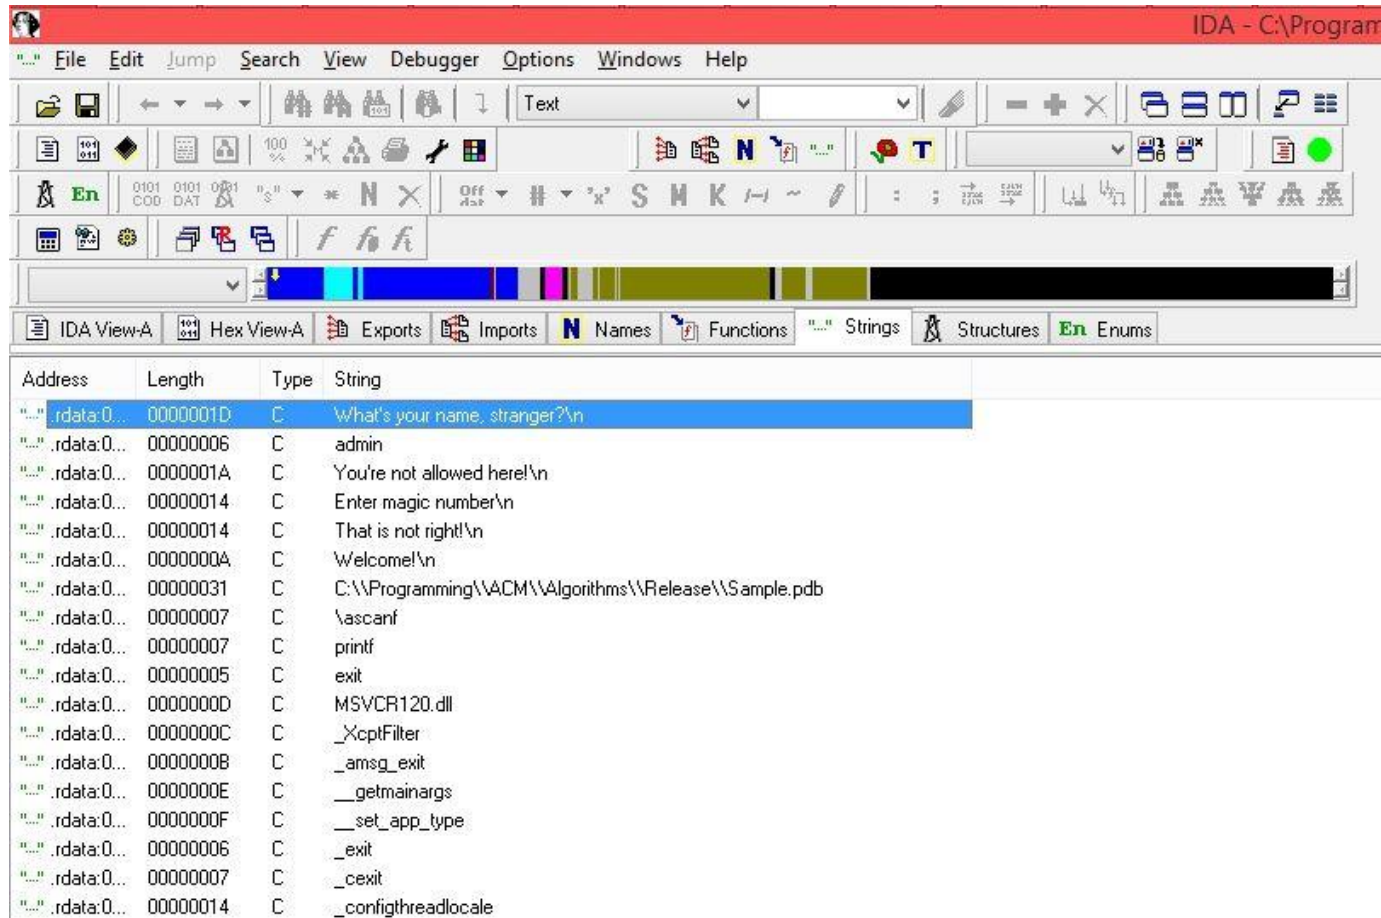 IDA - C:\Program
File Edit Jump Search View Debugger Options Windows Help
Text
En
IDA View-A Hex View-A Exports Imports N Names Functions "..." Strings Structures En Enums
Address Length Type String
"..." .rdata:0... 0000001D C What's your name, stranger?\n
"..." .rdata:0... 00000006 C admin
"..." .rdata:0... 0000001A C You're not allowed here!\n
"..." .rdata:0... 00000014 C Enter magic number\n
"..." .rdata:0... 00000014 C That is not right!\n
"..." .rdata:0... 0000000A C Welcome!\n
"..." .rdata:0... 00000031 C C:\\Programming\\ACM\\Algorithms\\Release\\Sample.pdb
"..." .rdata:0... 00000007 C \ascanf
"..." .rdata:0... 00000007 C printf
"..." .rdata:0... 00000005 C exit
"..." .rdata:0... 0000000D C MSVCR120.dll
"..." .rdata:0... 0000000C C _XcptFilter
"..." .rdata:0... 0000000B C _amsg_exit
"..." .rdata:0... 0000000E C __getmainargs
"..." .rdata:0... 0000000F C __set_app_type
"..." .rdata:0... 00000006 C _exit
"..." .rdata:0... 00000007 C _cexit
"..." .rdata:0... 00000014 C _configthreadlocale